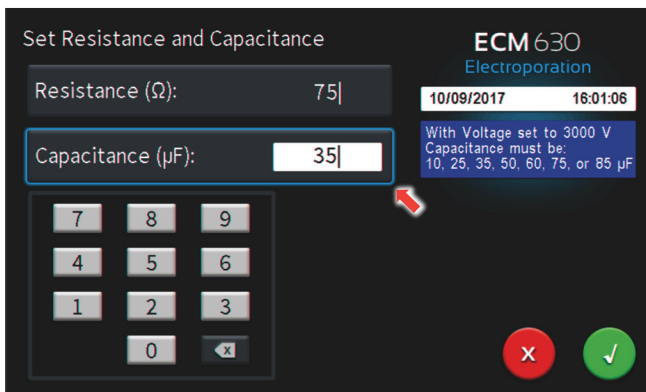 Set Resistance and Capacitance
ECM 630
Electroporation
Resistance (Ω): 75
10/09/2017 16:01:06
With Voltage set to 3000 V
Capacitance must be:
10, 25, 35, 50, 60, 75, or 85 µF
Capacitance (µF): 35
7 8 9
4 5 6
1 2 3
0 x
x √